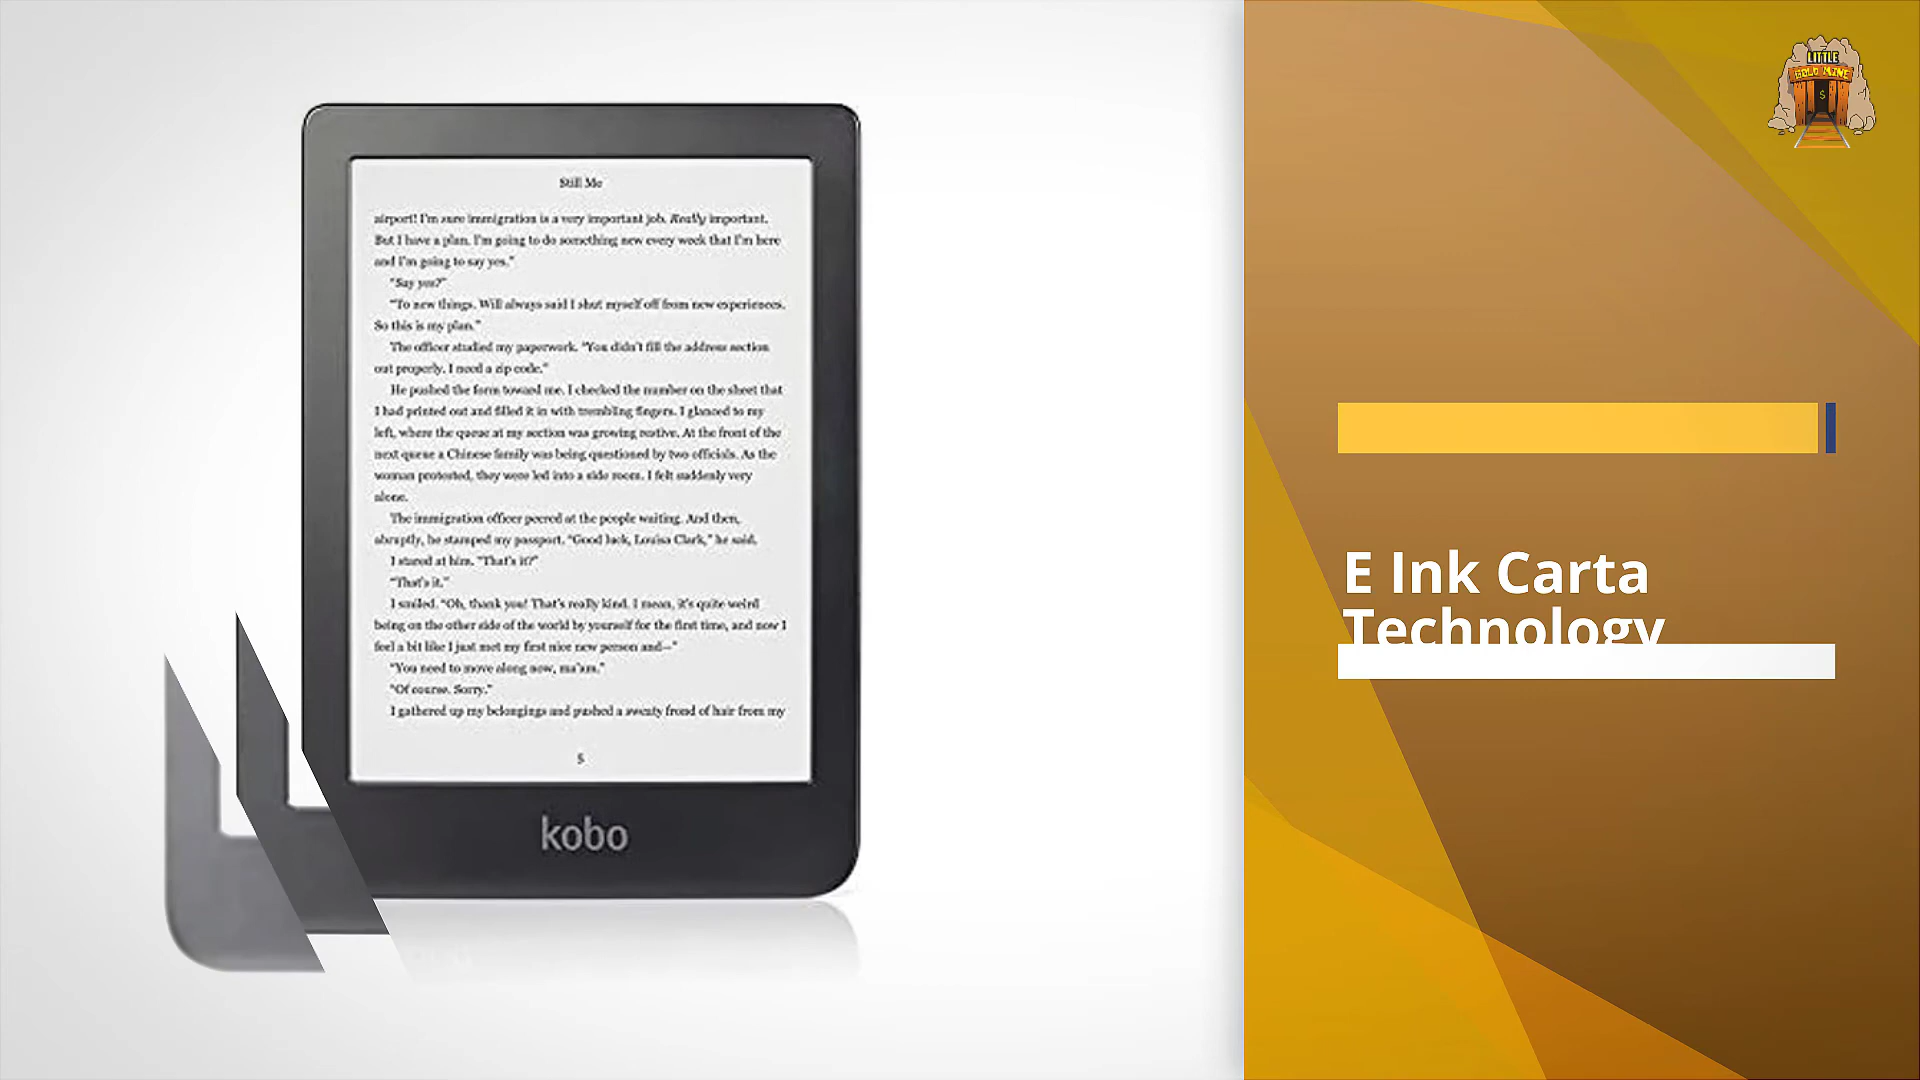 Still Me
airport! I'm sure immigration is a very important job. Really important.
But I have a plan. I'm going to do something new every week that I'm here
and I'm going to say yes."
"Say yes?"
"To new things. Will always said I shut myself off from new experiences.
So this is my plan."
The officer studied my paperwork. "You didn't fill the address section
out properly. I need a zip code."
He pushed the form toward me. I checked the number on the sheet that
I had printed out and filled it in with trembling fingers. I glanced to my
left, where the queue at my section was growing restive. At the front of the
next queue a Chinese family was being questioned by two officials. As the
woman protested, they were led into a side room. I felt suddenly very
alone.
The immigration officer peered at the people waiting. And then,
abruptly, he stamped my passport. "Good luck, Louisa Clark," he said.
I stared at him. "That's it?"
"That's it."
I smiled. "Oh, thank you! That's really kind. I mean, it's quite weird
being on the other side of the world by yourself for the first time, and now I
feel a bit like I just met my first nice new person and—"
"You need to move along now, ma'am."
"Of course. Sorry."
I gathered up my belongings and pushed a sweaty frond of hair from my
5
kobo
LITTLE
GOLD MINE
$
E Ink Carta
Technology